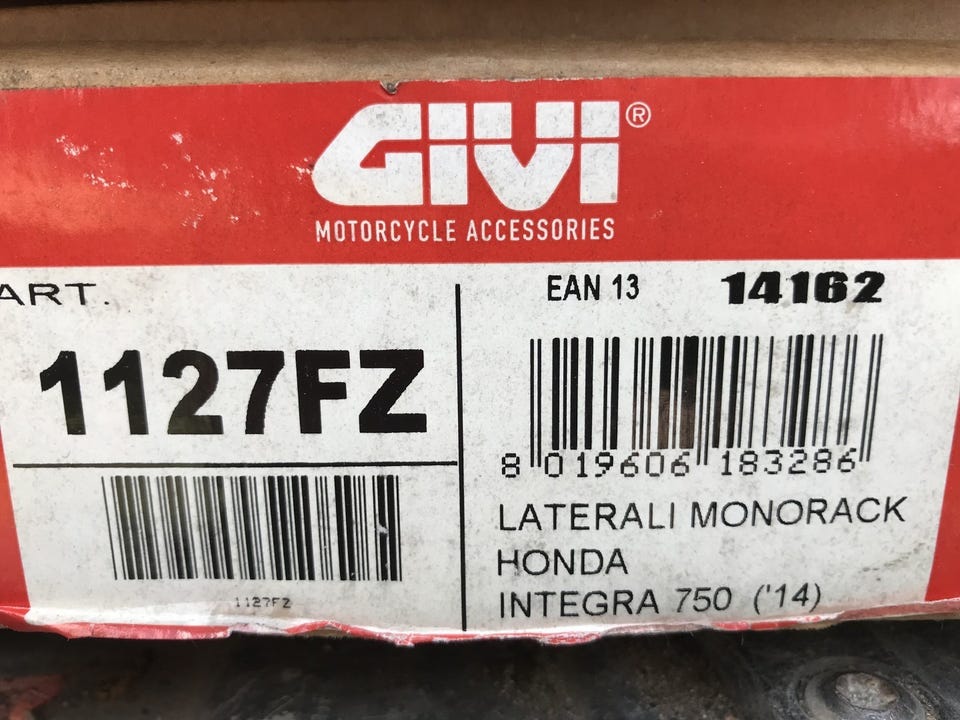 GIVI®
MOTORCYCLE ACCESSORIES
ART.
1127FZ
1127FZ
EAN 13 14162
8 019606 183286
LATERALI MONORACK
HONDA
INTEGRA 750 ('14)